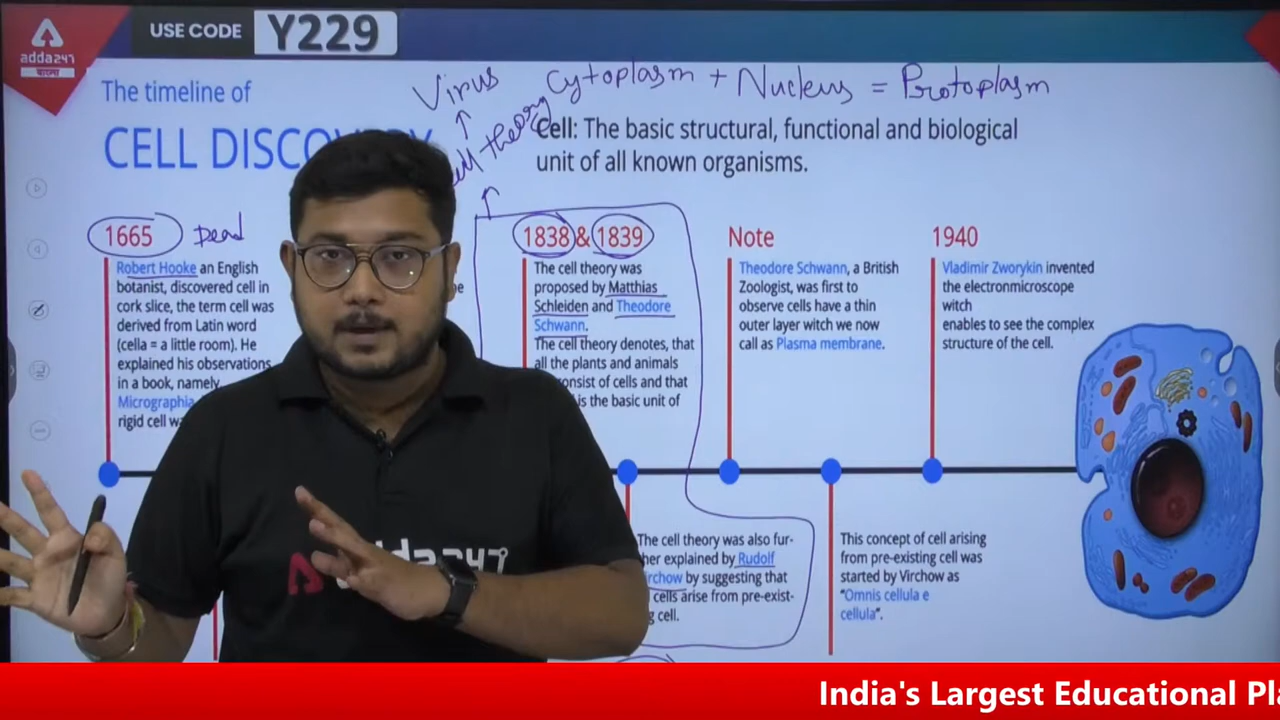 adda247
বাংলা
USE CODE
Y229
The timeline of
CELL DISCOVERY
Virus
Cell theory
Cytoplasm + Nucleus = Protoplasm
Cell: The basic structural, functional and biological
unit of all known organisms.
1665
Dead
Robert Hooke an English
botanist, discovered cell in
cork slice, the term cell was
derived from Latin word
(cella = a little room). He
explained his observations
in a book, namely
Micrographia
rigid cell
1838 & 1839
The cell theory was
proposed by Matthias
Schleiden and Theodore
Schwann.
The cell theory denotes, that
all the plants and animals
consist of cells and that
is the basic unit of
Note
Theodore Schwann, a British
Zoologist, was first to
observe cells have a thin
outer layer witch we now
call as Plasma membrane.
1940
Vladimir Zworykin invented
the electronmicroscope
witch
enables to see the complex
structure of the cell.
The cell theory was also fur-
her explained by Rudolf
irchow by suggesting that
cells arise from pre-exist-
g cell.
This concept of cell arising
from pre-existing cell was
started by Virchow as
"Omnis cellula e
cellula".
adda247
India's Largest Educational Pla